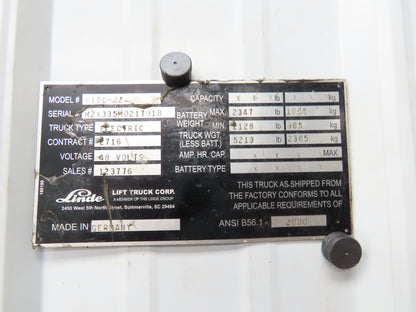 MODEL #
SERIAL # H2X335M0217918
TRUCK TYPE ELECTRIC
CONTRACT # 2716
VOLTAGE 48 VOLTS
SALES # 123776
Linde LIFT TRUCK CORP.
A MEMBER OF THE LINDE GROUP
2450 West 5th North Street, Summerville, SC 29484
MADE IN GERMANY
CAPACITY X X X lb X X X kg
BATTERY WEIGHT MAX 2347 lb 1065 kg
MIN. 2128 lb 965 kg
TRUCK WGT. (LESS BATT.) 5213 lb 2365 kg
AMP. HR. CAP. X X X X X X MAX
BATTERY TYPE X X X X X X
THIS TRUCK AS SHIPPED FROM
THE FACTORY CONFORMS TO ALL
APPLICABLE REQUIREMENTS OF
ANSI B56.1 - 2000